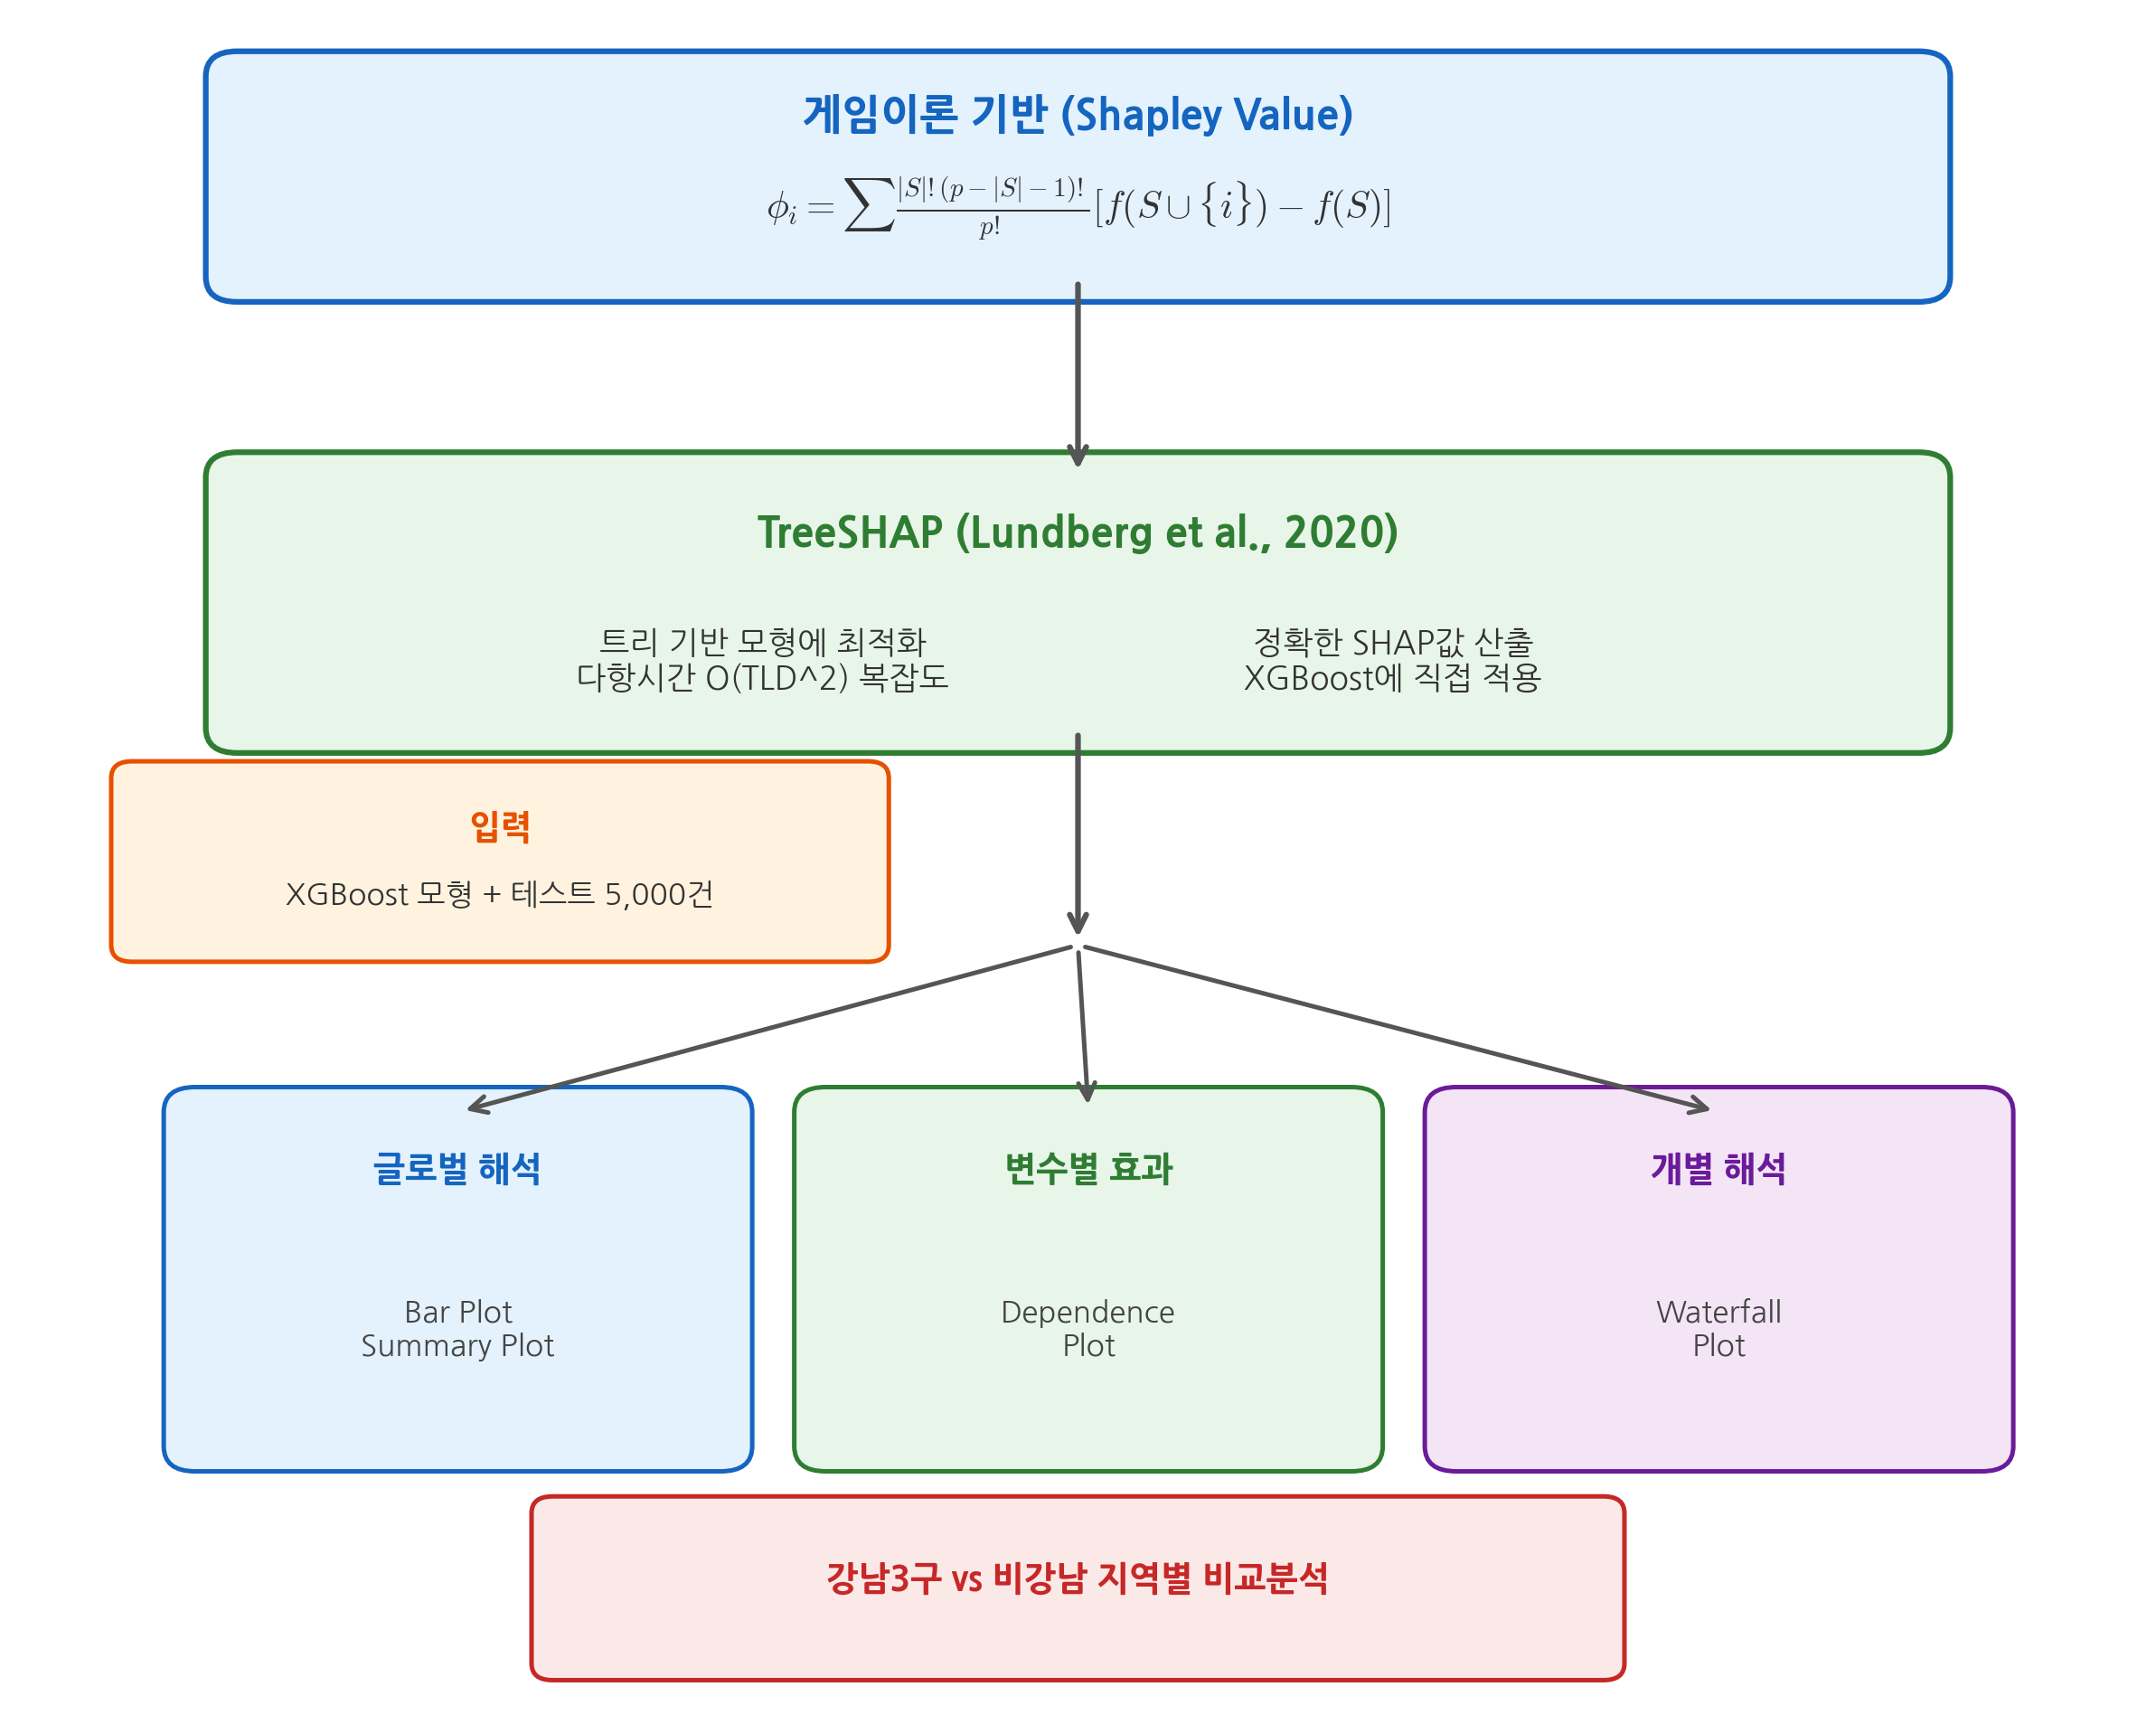 게임이론 기반 (Shapley Value)
ϕ_i = ∑ |S|! (p − |S| − 1)! / p! [f(S ∪ {i}) − f(S)]
TreeSHAP (Lundberg et al., 2020)
트리 기반 모형에 최적화
다항시간 O(TLD^2) 복잡도
정확한 SHAP값 산출
XGBoost에 직접 적용
입력
XGBoost 모형 + 테스트 5,000건
글로벌 해석
Bar Plot
Summary Plot
변수별 효과
Dependence
Plot
개별 해석
Waterfall
Plot
강남3구 vs 비강남 지역별 비교분석